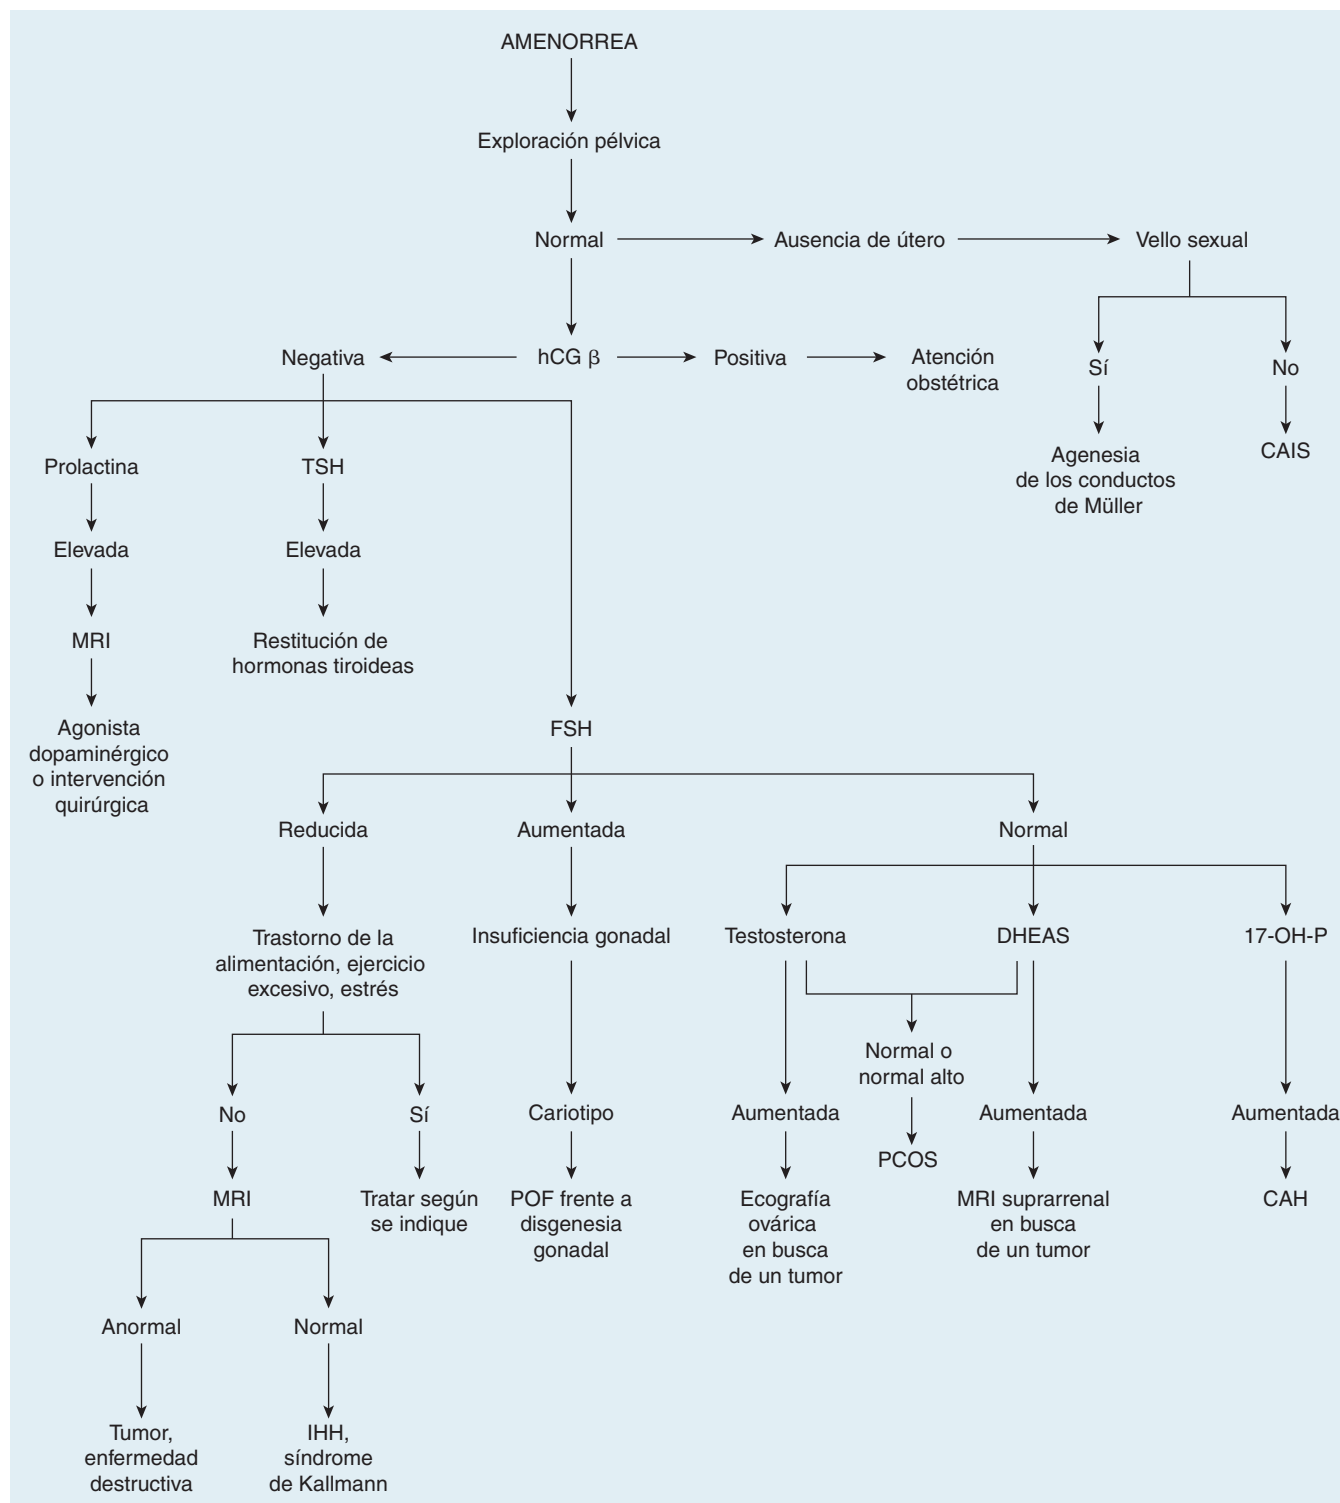 AMENORREA
Exploración pélvica
Normal
Ausencia de útero
Vello sexual
Negativa
hCG β
Positiva
Atención
obstétrica
Sí
No
Agenesia
de los conductos
de Müller
CAIS
Prolactina
TSH
Elevada
Elevada
MRI
Restitución de
hormonas tiroideas
Agonista
dopaminérgico
o intervención
quirúrgica
FSH
Reducida
Aumentada
Normal
Trastorno de la
alimentación, ejercicio
excesivo, estrés
Insuficiencia gonadal
Testosterona
DHEAS
17-OH-P
Normal o
normal alto
No
Sí
Cariotipo
Aumentada
PCOS
Aumentada
Aumentada
MRI
Tratar según
se indique
POF frente a
disgenesia
gonadal
Ecografía
ovárica
en busca
de un tumor
MRI suprarrenal
en busca
de un tumor
CAH
Anormal
Normal
Tumor,
enfermedad
destructiva
IHH,
síndrome
de Kallmann